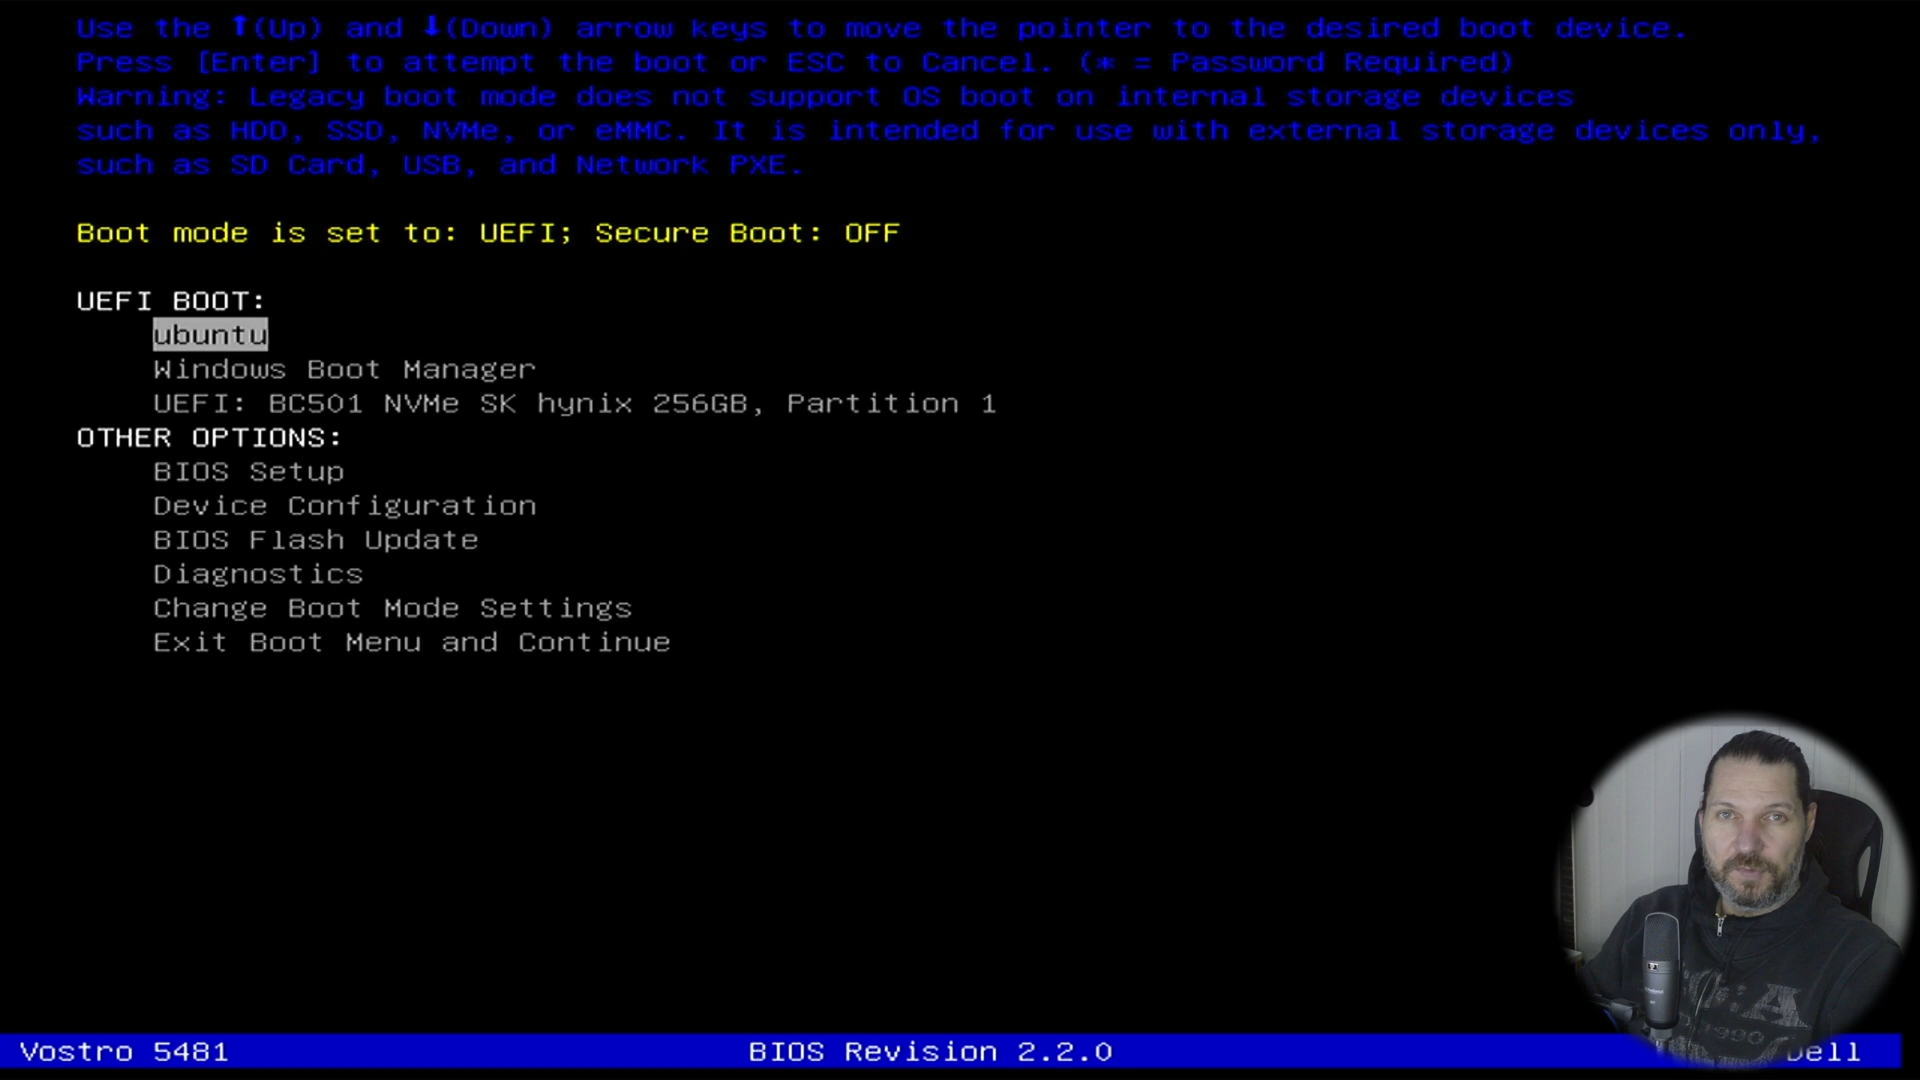 Use the ↑(Up) and ↓(Down) arrow keys to move the pointer to the desired boot device.
Press [Enter] to attempt the boot or ESC to Cancel. (* = Password Required)
Warning: Legacy boot mode does not support OS boot on internal storage devices
such as HDD, SSD, NVMe, or eMMC. It is intended for use with external storage devices only,
such as SD Card, USB, and Network PXE.
Boot mode is set to: UEFI; Secure Boot: OFF
UEFI BOOT:
ubuntu
Windows Boot Manager
UEFI: BC501 NVMe SK hynix 256GB, Partition 1
OTHER OPTIONS:
BIOS Setup
Device Configuration
BIOS Flash Update
Diagnostics
Change Boot Mode Settings
Exit Boot Menu and Continue
Vostro 5481 BIOS Revision 2.2.0 Dell
1990